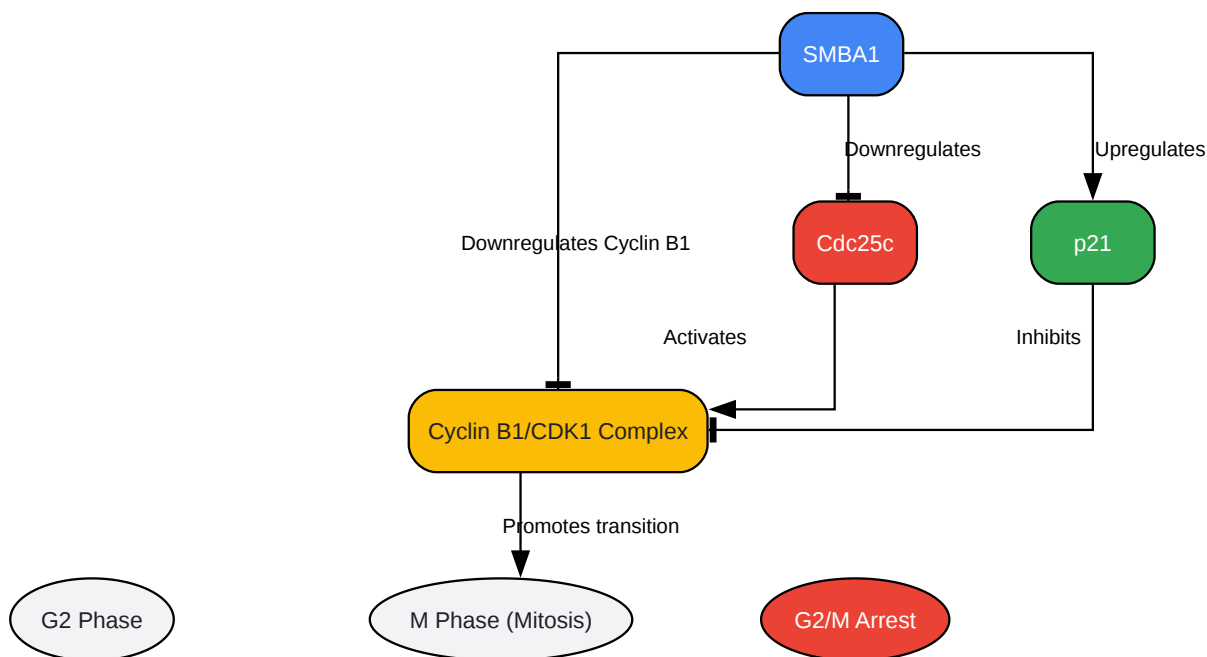 SMBA1
Downregulates
Upregulates
Downregulates Cyclin B1
Cdc25c
p21
Activates
Inhibits
Cyclin B1/CDK1 Complex
Promotes transition
G2 Phase
M Phase (Mitosis)
G2/M Arrest